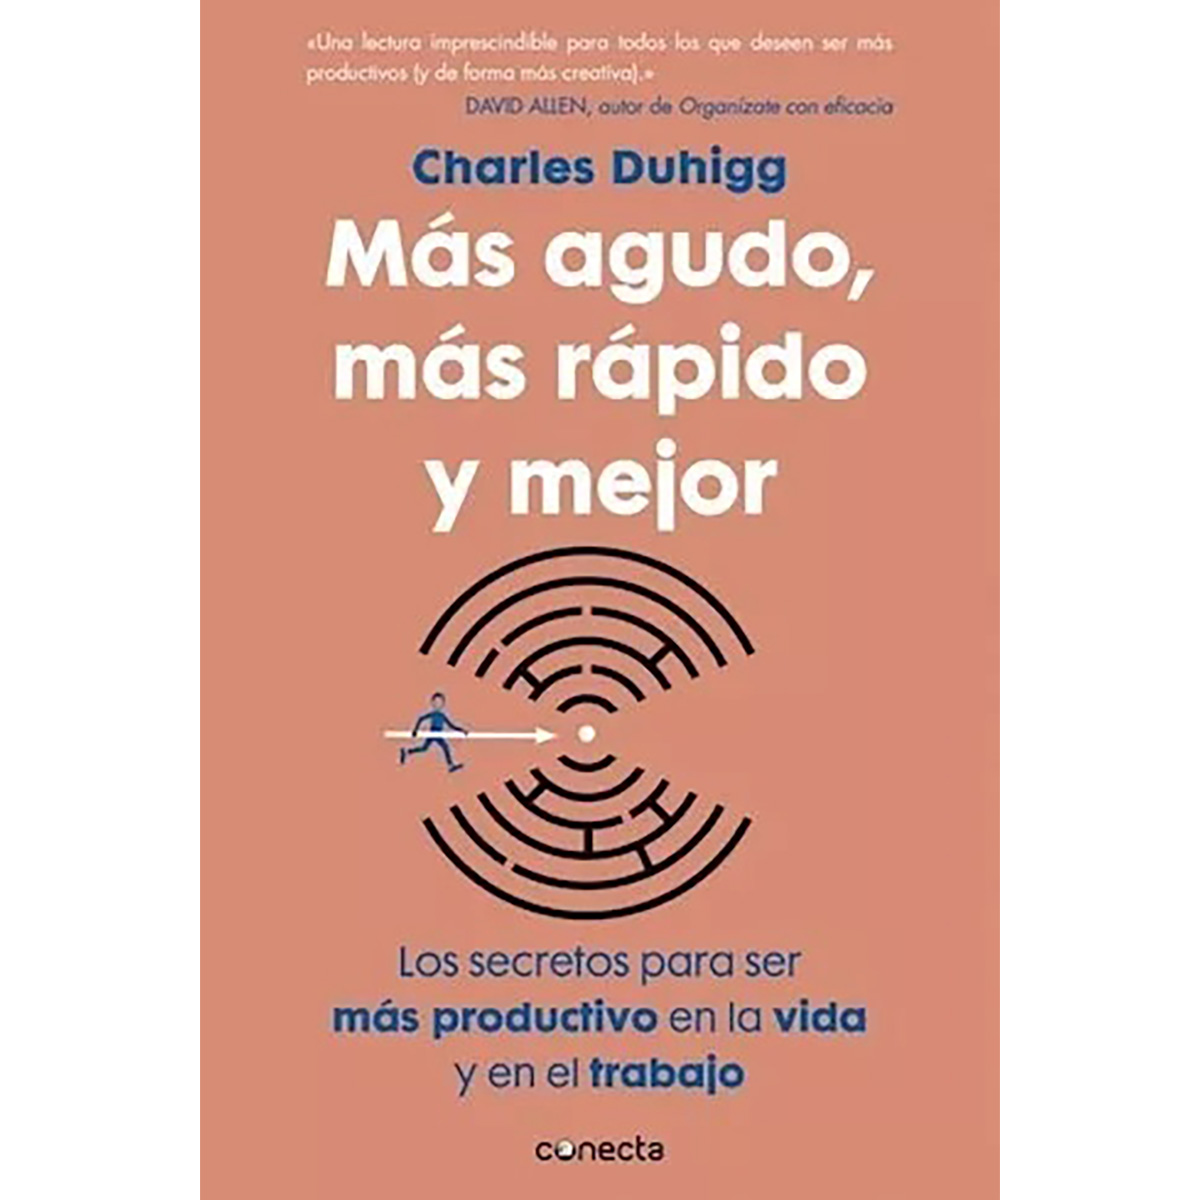 «Una lectura imprescindible para todos los que deseen ser más
productivos (y de forma más creativa).»
DAVID ALLEN, autor de Organízate con eficacia
Charles Duhigg
Más agudo,
más rápido
y mejor
Los secretos para ser
más productivo en la vida
y en el trabajo
conecta